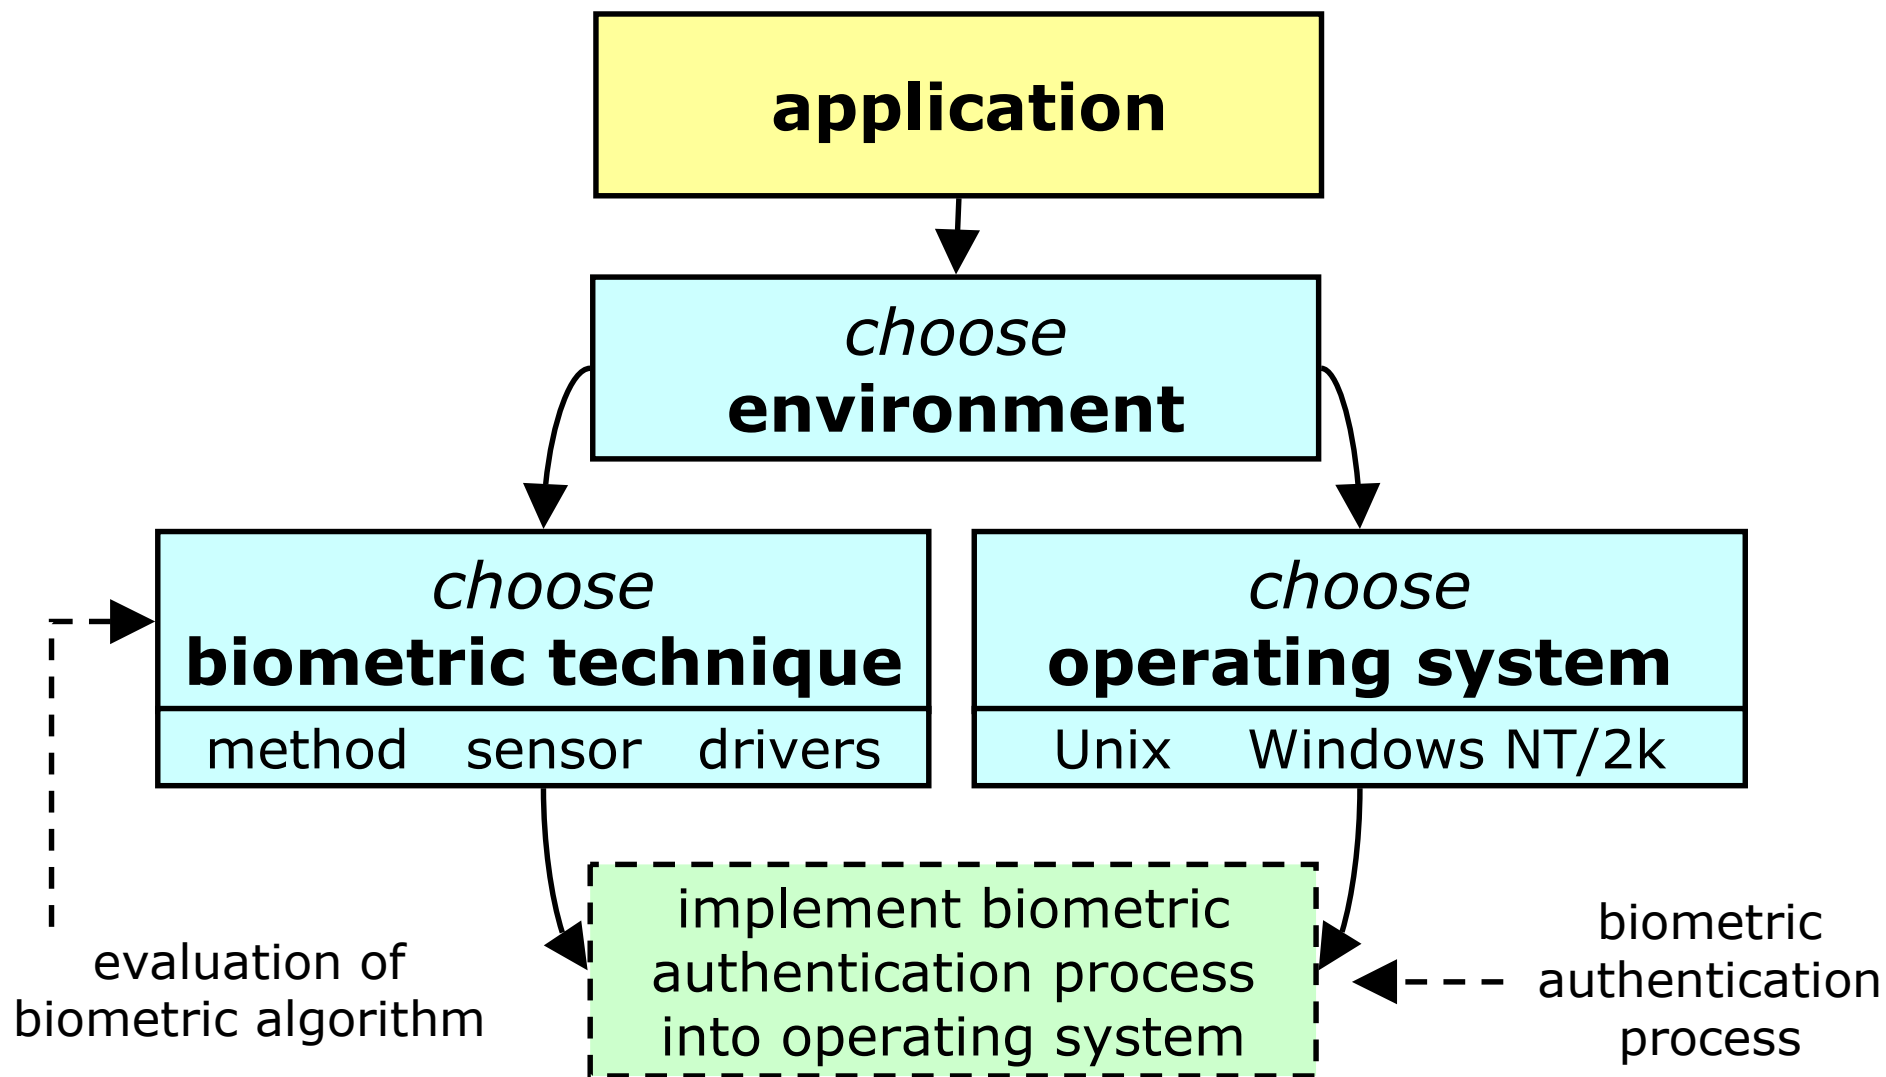 application
choose
environment
choose
biometric technique
method sensor drivers
choose
operating system
Unix Windows NT/2k
evaluation of
biometric algorithm
implement biometric
authentication process
into operating system
biometric
authentication
process